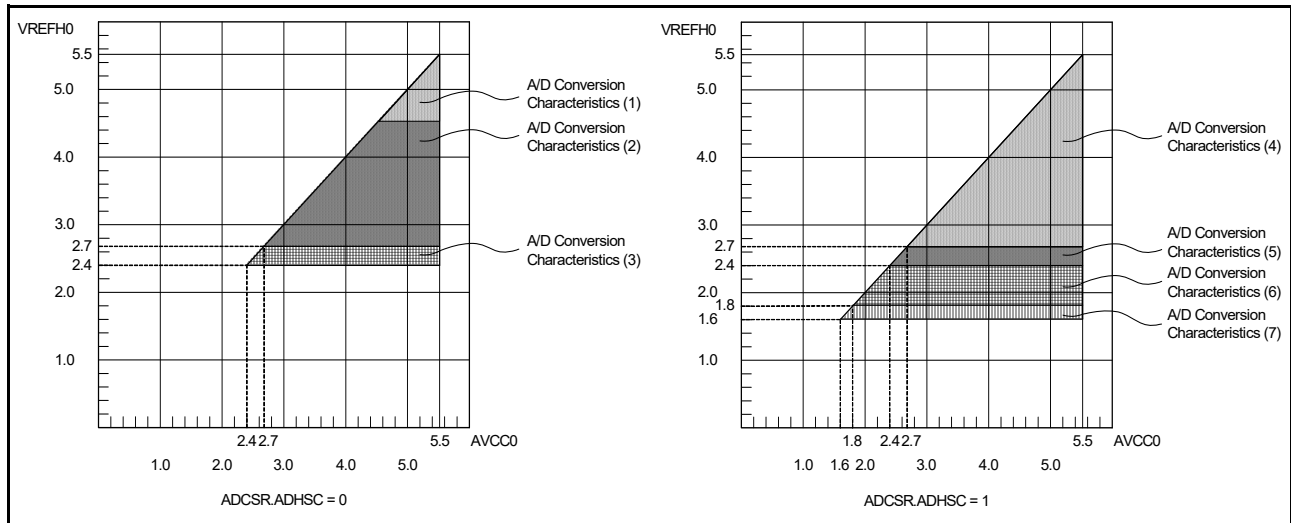 VREFH0
5.5
5.0
4.0
3.0
2.7
2.4
2.0
1.0
A/D Conversion
Characteristics (1)
A/D Conversion
Characteristics (2)
A/D Conversion
Characteristics (3)
2.4 2.7 5.5 AVCC0
1.0 2.0 3.0 4.0 5.0
ADCSR.ADHSC = 0
VREFH0
5.5
5.0
4.0
3.0
2.7
2.4
2.0
1.8
1.6
1.0
A/D Conversion
Characteristics (4)
A/D Conversion
Characteristics (5)
A/D Conversion
Characteristics (6)
A/D Conversion
Characteristics (7)
1.8 2.4 2.7 5.5 AVCC0
1.0 1.6 2.0 3.0 4.0 5.0
ADCSR.ADHSC = 1